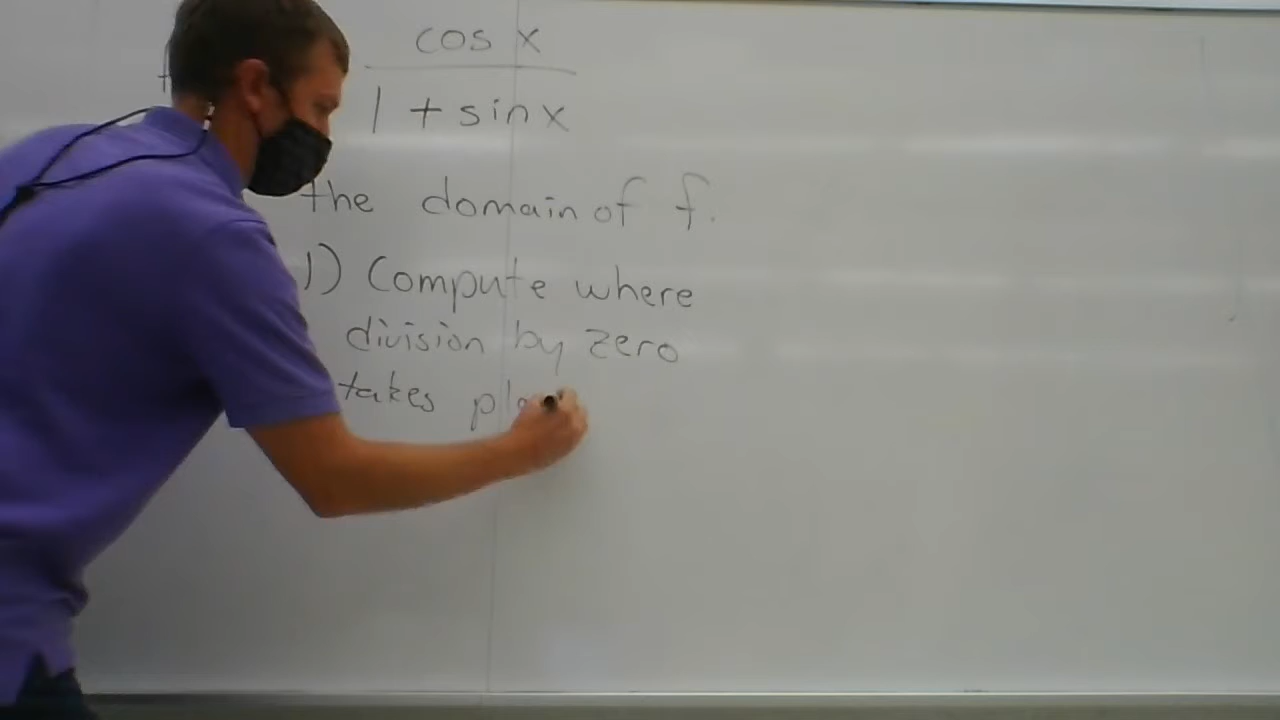 cos x
1 + sin x
the domain of f.
1) Compute where
division by zero
takes